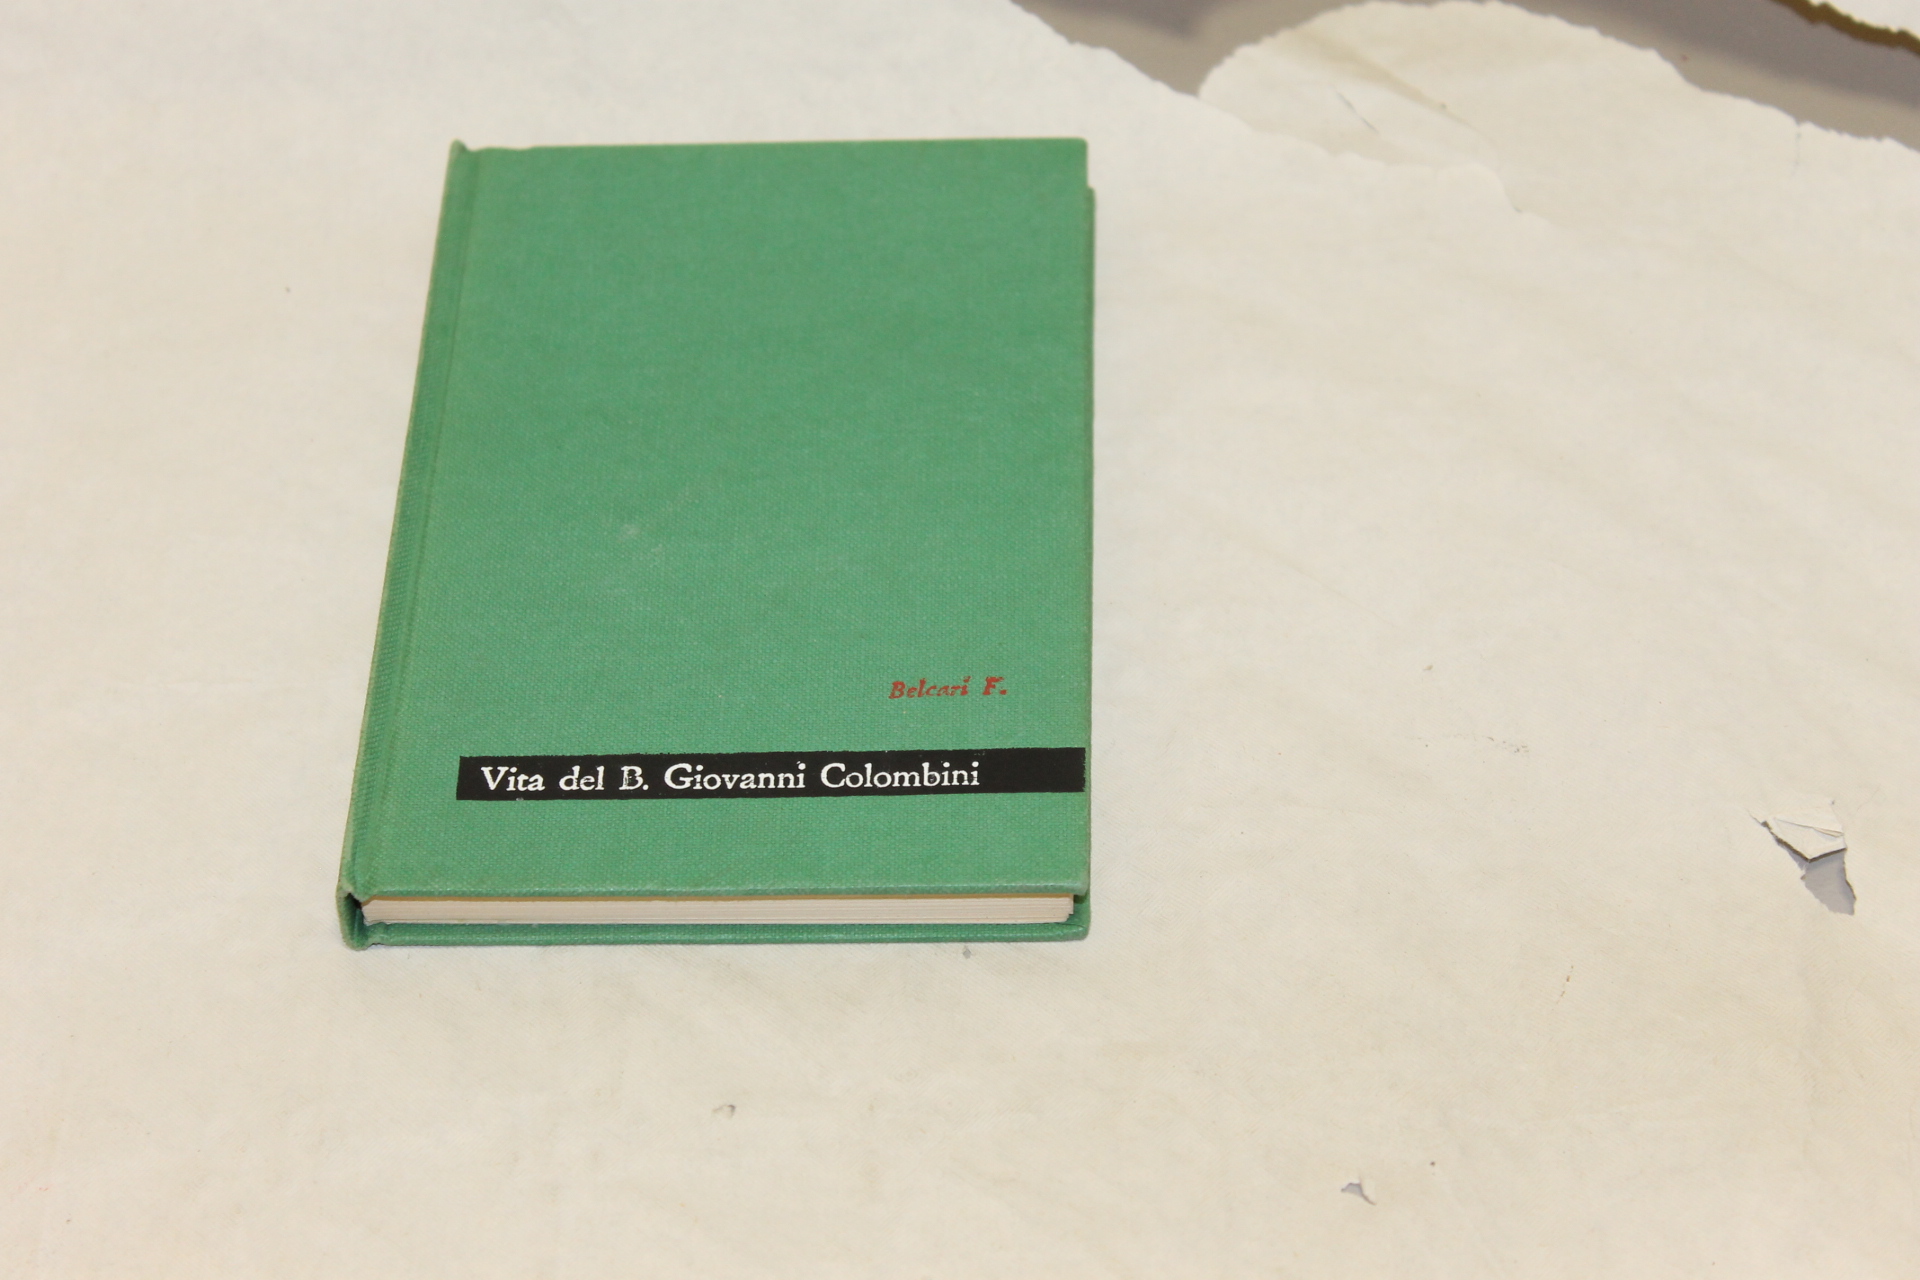 Belcari F.
Vita del B. Giovanni Colombini